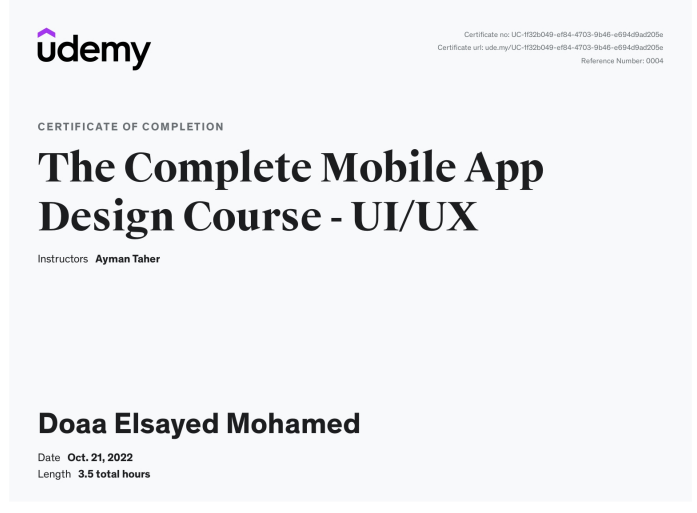 udemy
Certificate no: UC-1f32b049-ef84-4703-9b46-e694d9ad205e
Certificate url: ude.my/UC-1f32b049-ef84-4703-9b46-e694d9ad205e
Reference Number: 0004
CERTIFICATE OF COMPLETION
The Complete Mobile App
Design Course - UI/UX
Instructors Ayman Taher
Doaa Elsayed Mohamed
Date Oct. 21, 2022
Length 3.5 total hours